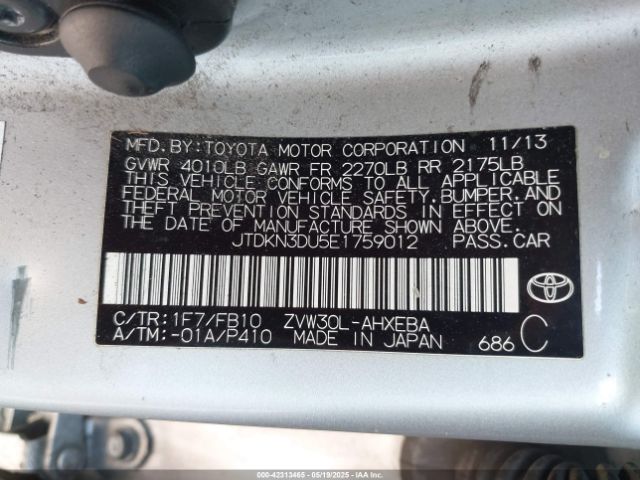 MFD. BY: TOYOTA MOTOR CORPORATION 11/13
GVWR 4010LB GAWR FR 2270LB RR 2175LB
THIS VEHICLE CONFORMS TO ALL APPLICABLE
FEDERAL MOTOR VEHICLE SAFETY, BUMPER, AND
THEFT PREVENTION STANDARDS IN EFFECT ON
THE DATE OF MANUFACTURE SHOWN ABOVE.
JTDKN3DU5E1759012 PASS. CAR
C/TR: 1F7/FB10 ZVW30L-AHXEBA
A/TM: -01A/P410 MADE IN JAPAN 686 C
TOYOTA
000-42313465 - 05/19/2025 - IAAI.COM